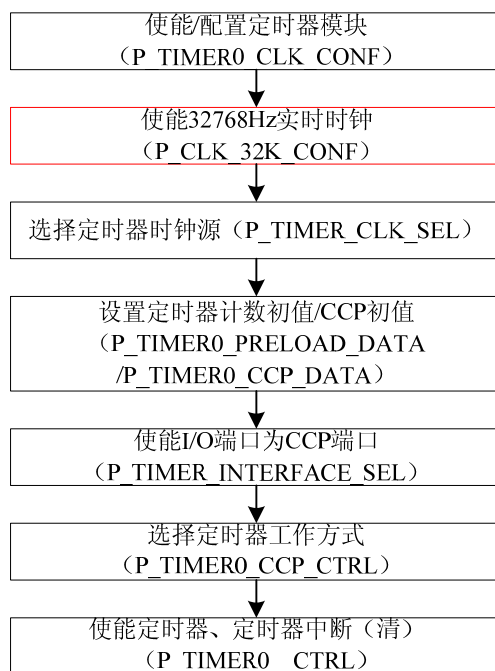 使能/配置定时器模块
（P_TIMER0_CLK_CONF）
使能32768Hz实时时钟
（P_CLK_32K_CONF）
选择定时器时钟源（P_TIMER_CLK_SEL）
设置定时器计数初值/CCP初值
（P_TIMER0_PRELOAD_DATA
/P_TIMER0_CCP_DATA）
使能I/O端口为CCP端口
（P_TIMER_INTERFACE_SEL）
选择定时器工作方式
（P_TIMER0_CCP_CTRL）
使能定时器、定时器中断（清）
（P_TIMER0_CTRL）